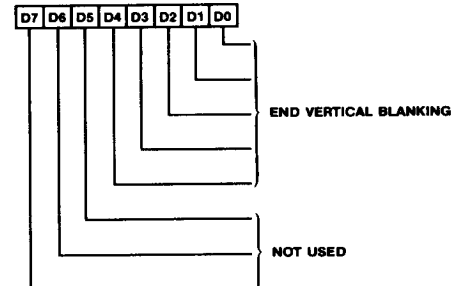 D7 D6 D5 D4 D3 D2 D1 D0
END VERTICAL BLANKING
NOT USED